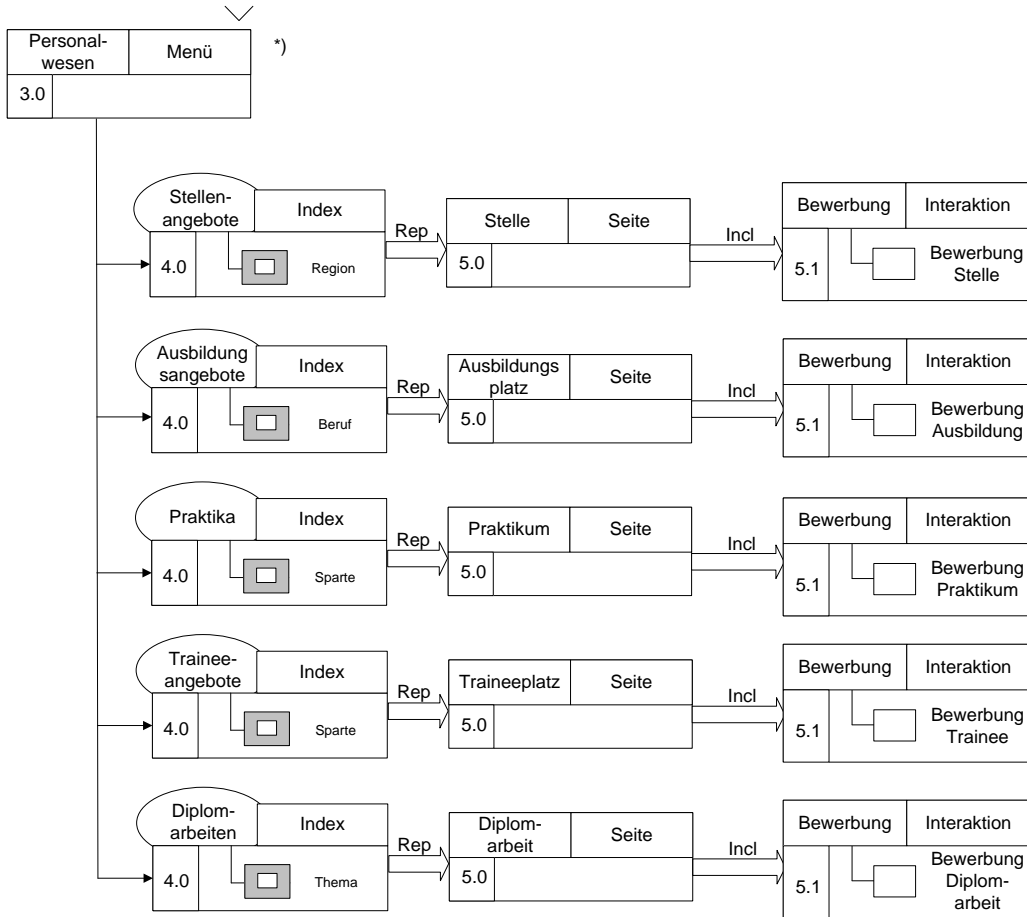 Personal-
wesen
Menü
*)
3.0
Stellen-
angebote
Index
4.0
Region
Rep
Stelle
Seite
5.0
Incl
Bewerbung
Interaktion
5.1
Bewerbung
Stelle
Ausbildung
sangebote
Index
4.0
Beruf
Rep
Ausbildungs
platz
Seite
5.0
Incl
Bewerbung
Interaktion
5.1
Bewerbung
Ausbildung
Praktika
Index
4.0
Sparte
Rep
Praktikum
Seite
5.0
Incl
Bewerbung
Interaktion
5.1
Bewerbung
Praktikum
Trainee-
angebote
Index
4.0
Sparte
Rep
Traineeplatz
Seite
5.0
Incl
Bewerbung
Interaktion
5.1
Bewerbung
Trainee
Diplom-
arbeiten
Index
4.0
Thema
Rep
Diplom-
arbeit
Seite
5.0
Incl
Bewerbung
Interaktion
5.1
Bewerbung
Diplom-
arbeit